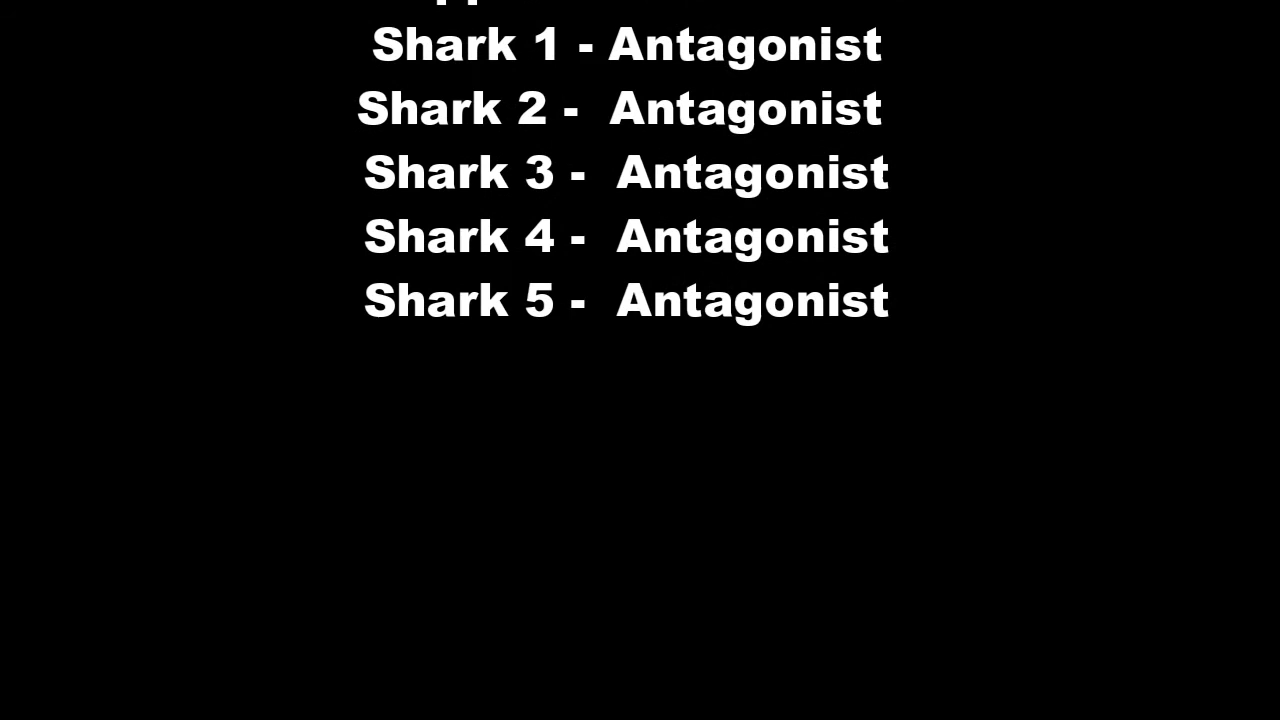 Shark 1 - Antagonist
Shark 2 -  Antagonist
Shark 3 -  Antagonist
Shark 4 -  Antagonist
Shark 5 -  Antagonist